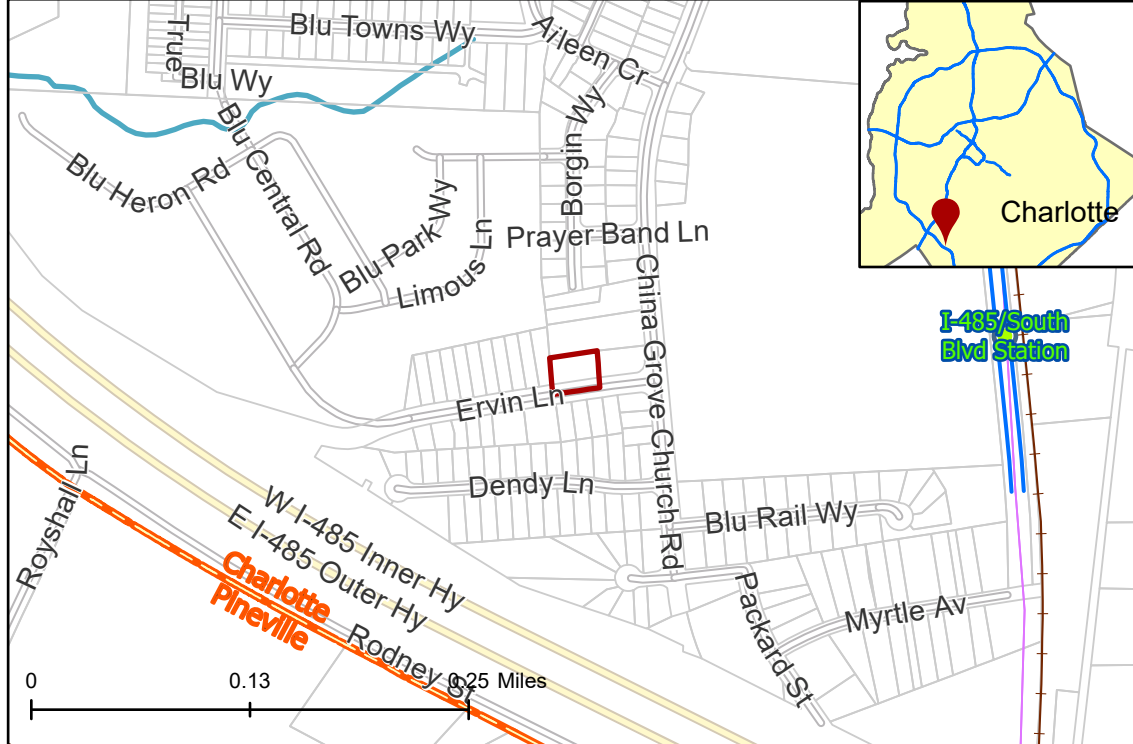 Blu Towns Wy
True
Blu Wy
Aileen Cr
Blu Heron Rd
Blu Central Rd
Blu Park Wy
Limous Ln
Borgin Wy
Prayer Band Ln
China Grove Church Rd
Charlotte
I-485/South
Blvd Station
Ervin Ln
Dendy Ln
Blu Rail Wy
Royshall Ln
W I-485 Inner Hy
E I-485 Outer Hy
Charlotte
Pineville
Rodney St
Packard St
Myrtle Av
0 0.13 0.25 Miles